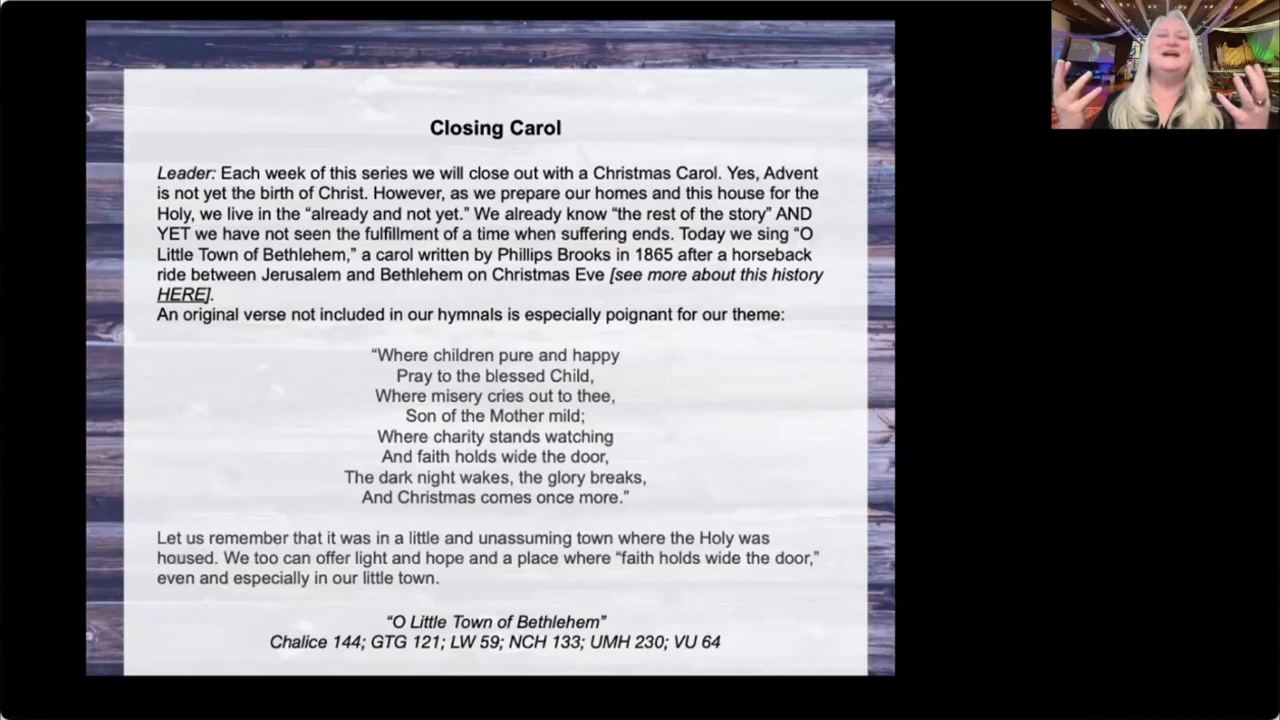 Closing Carol
Leader: Each week of this series we will close out with a Christmas Carol. Yes, Advent
is not yet the birth of Christ. However, as we prepare our homes and this house for the
Holy, we live in the “already and not yet.” We already know “the rest of the story” AND
YET we have not seen the fulfillment of a time when suffering ends. Today we sing “O
Little Town of Bethlehem,” a carol written by Phillips Brooks in 1865 after a horseback
ride between Jerusalem and Bethlehem on Christmas Eve [see more about this history
HERE].
An original verse not included in our hymnals is especially poignant for our theme:
“Where children pure and happy
Pray to the blessed Child,
Where misery cries out to thee,
Son of the Mother mild;
Where charity stands watching
And faith holds wide the door,
The dark night wakes, the glory breaks,
And Christmas comes once more.”
Let us remember that it was in a little and unassuming town where the Holy was
housed. We too can offer light and hope and a place where “faith holds wide the door,”
even and especially in our little town.
“O Little Town of Bethlehem”
Chalice 144; GTG 121; LW 59; NCH 133; UMH 230; VU 64